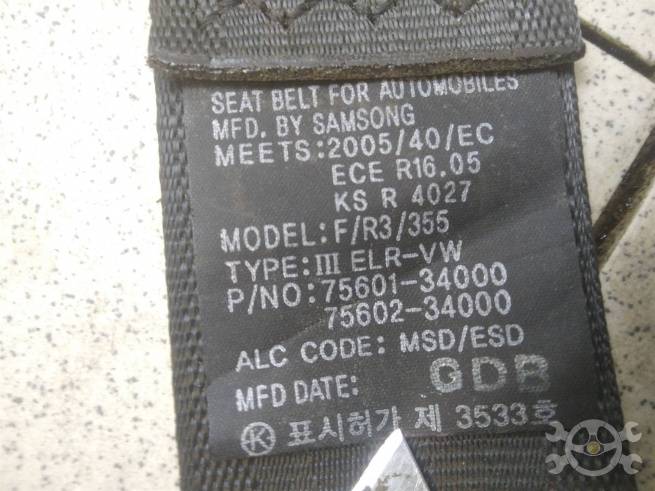 SEAT BELT FOR AUTOMOBILES
MFD. BY SAMSONG
MEETS:2005/40/EC
ECE R16.05
KS R 4027
MODEL:F/R3/355
TYPE:III ELR-VW
P/NO:75601-34000
75602-34000
ALC CODE: MSD/ESD
MFD DATE: GDB
㉿ 표시허가 제 3533호